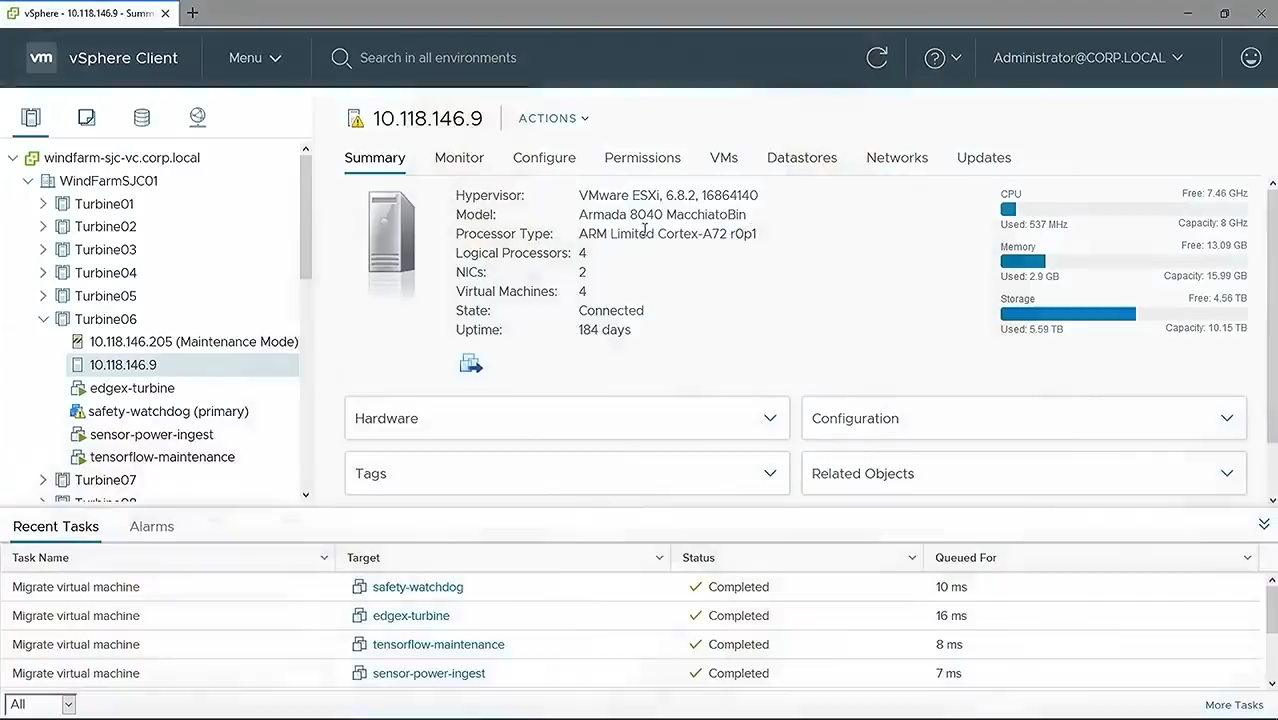 vSphere - 10.118.146.9 - Summ
vm vSphere Client Menu Search in all environments Administrator@CORP.LOCAL
10.118.146.9 ACTIONS
Summary Monitor Configure Permissions VMs Datastores Networks Updates
windfarm-sjc-vc.corp.local
WindFarmSJC01
Turbine01
Turbine02
Turbine03
Turbine04
Turbine05
Turbine06
10.118.146.205 (Maintenance Mode)
10.118.146.9
edgex-turbine
safety-watchdog (primary)
sensor-power-ingest
tensorflow-maintenance
Turbine07
Hypervisor: VMware ESXi, 6.8.2, 16864140
Model: Armada 8040 MacchiatoBin
Processor Type: ARM Limited Cortex-A72 r0p1
Logical Processors: 4
NICs: 2
Virtual Machines: 4
State: Connected
Uptime: 184 days
CPU Free: 7.46 GHz
Used: 537 MHz Capacity: 8 GHz
Memory Free: 13.09 GB
Used: 2.9 GB Capacity: 15.99 GB
Storage Free: 4.56 TB
Used: 5.59 TB Capacity: 10.15 TB
Hardware Configuration
Tags Related Objects
Recent Tasks Alarms
Task Name Target Status Queued For
Migrate virtual machine safety-watchdog Completed 10 ms
Migrate virtual machine edgex-turbine Completed 16 ms
Migrate virtual machine tensorflow-maintenance Completed 8 ms
Migrate virtual machine sensor-power-ingest Completed 7 ms
All More Tasks